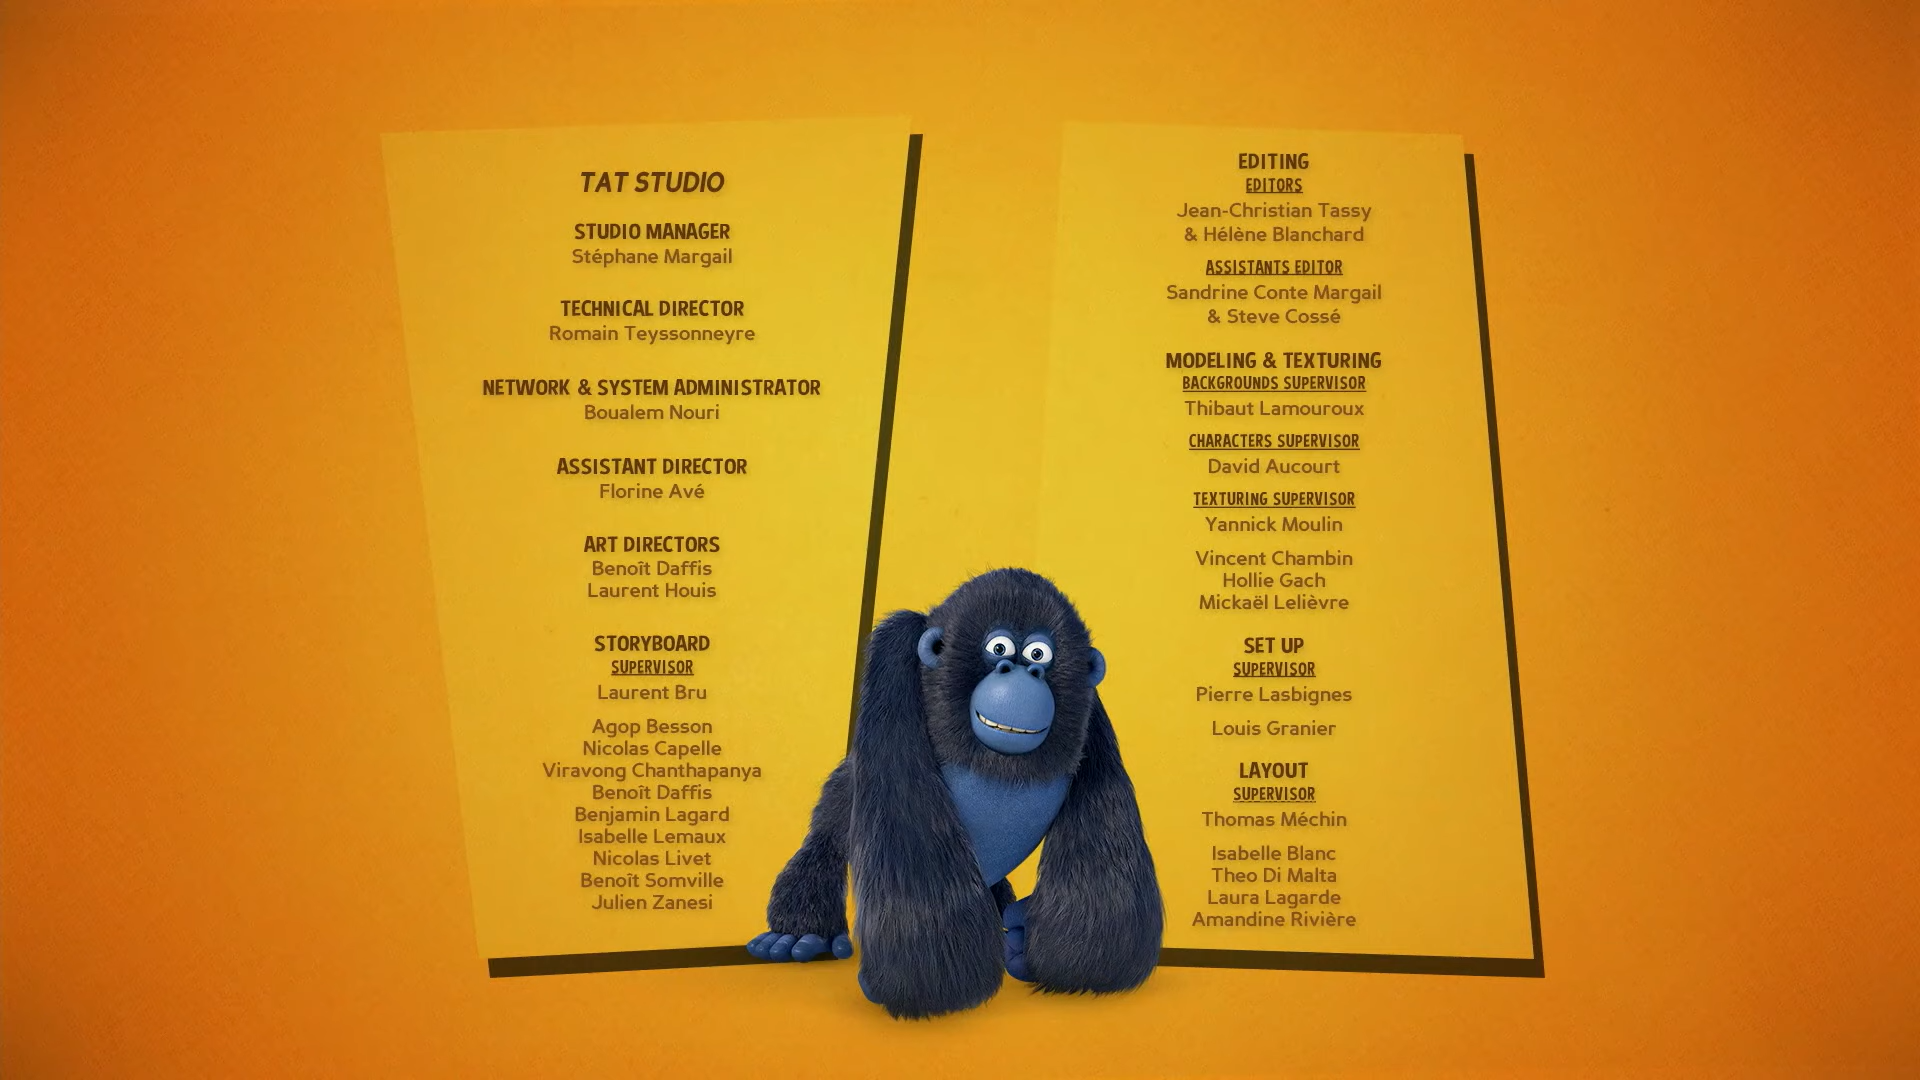 TAT STUDIO
STUDIO MANAGER
Stéphane Margail
TECHNICAL DIRECTOR
Romain Teyssonneyre
NETWORK & SYSTEM ADMINISTRATOR
Boualem Nouri
ASSISTANT DIRECTOR
Florine Avé
ART DIRECTORS
Benoît Daffis
Laurent Houis
STORYBOARD
SUPERVISOR
Laurent Bru
Agop Besson
Nicolas Capelle
Viravong Chanthapanya
Benoît Daffis
Benjamin Lagard
Isabelle Lemaux
Nicolas Livet
Benoît Somville
Julien Zanesi
EDITING
EDITORS
Jean-Christian Tassy
& Hélène Blanchard
ASSISTANTS EDITOR
Sandrine Conte Margail
& Steve Cossé
MODELING & TEXTURING
BACKGROUNDS SUPERVISOR
Thibaut Lamouroux
CHARACTERS SUPERVISOR
David Aucourt
TEXTURING SUPERVISOR
Yannick Moulin
Vincent Chambin
Hollie Gach
Mickaël Lelièvre
SET UP
SUPERVISOR
Pierre Lasbignes
Louis Granier
LAYOUT
SUPERVISOR
Thomas Méchin
Isabelle Blanc
Theo Di Malta
Laura Lagarde
Amandine Rivière